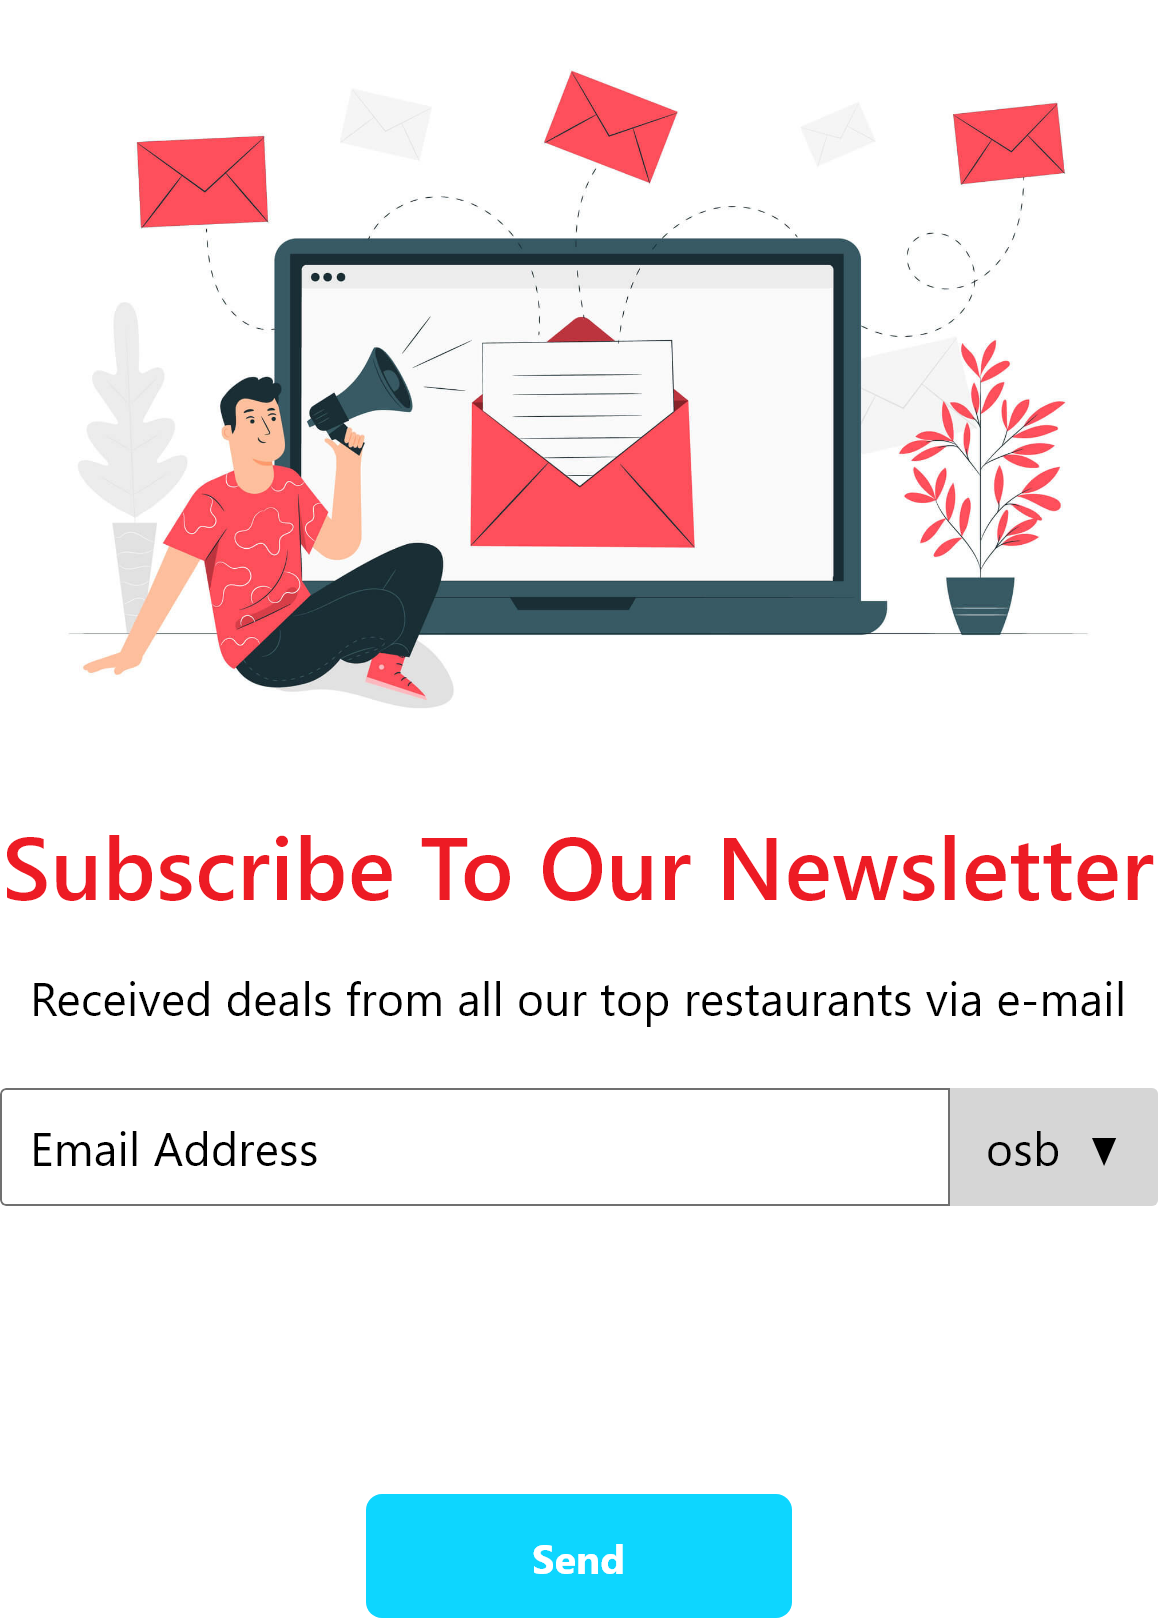 Subscribe To Our Newsletter
Received deals from all our top restaurants via e-mail
Email Address
osb ▼
Send